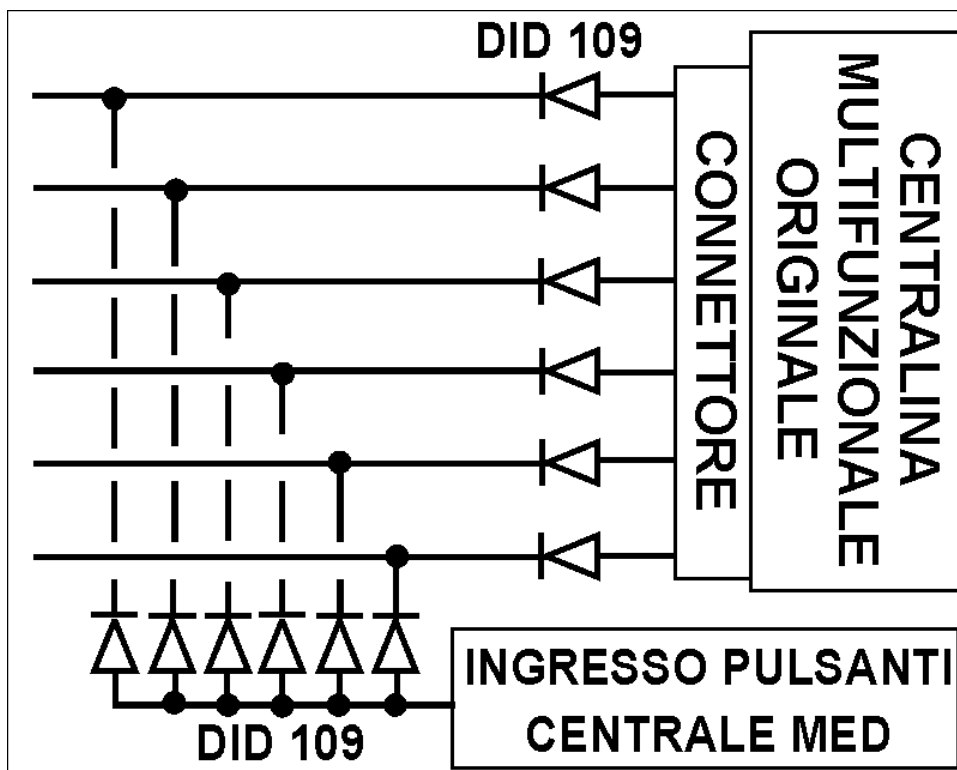 DID 109
CENTRALINA
MULTIFUNZIONALE
ORIGINALE
CONNETTORE
INGRESSO PULSANTI
CENTRALE MED
DID 109